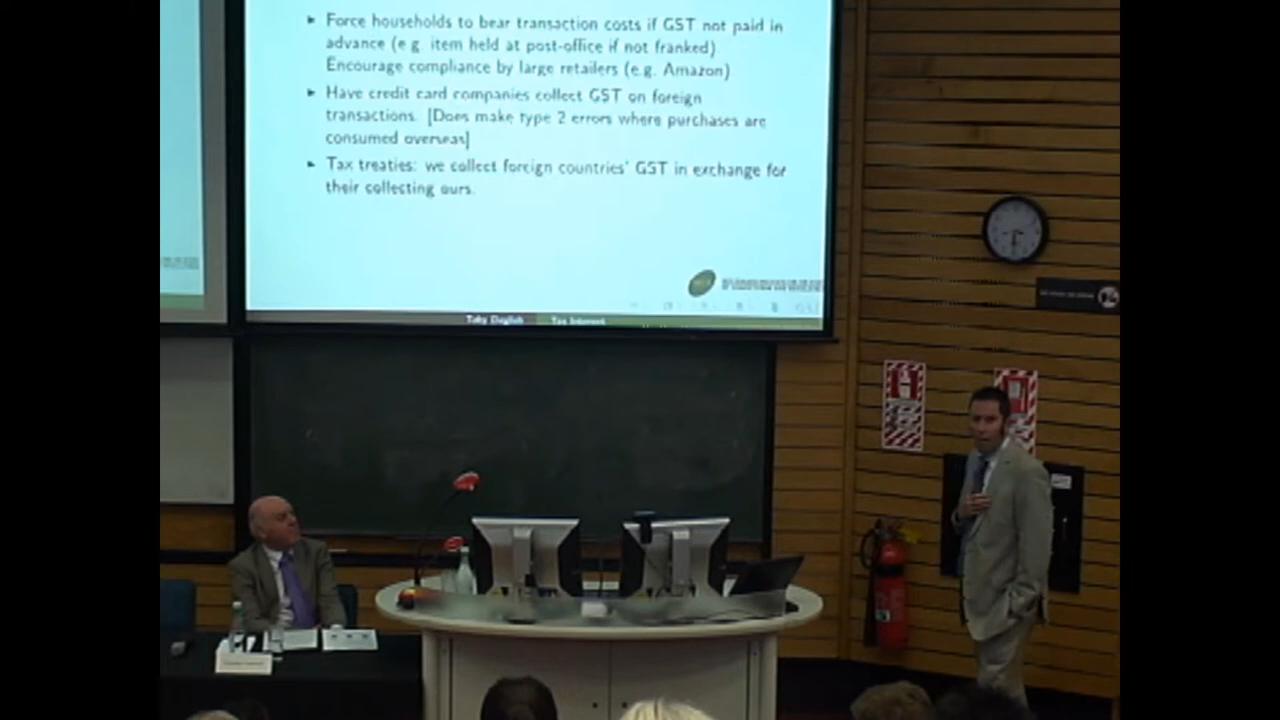 Force households to bear transaction costs if GST not paid in
advance (e g item held at post-office if not franked)
Encourage compliance by large retailers (e.g. Amazon)
Have credit card companies collect GST on foreign
transactions. [Does make type 2 errors where purchases are
consumed overseas]
Tax treaties: we collect foreign countries' GST in exchange for
their collecting ours.
Toby Daglish Tax Internet